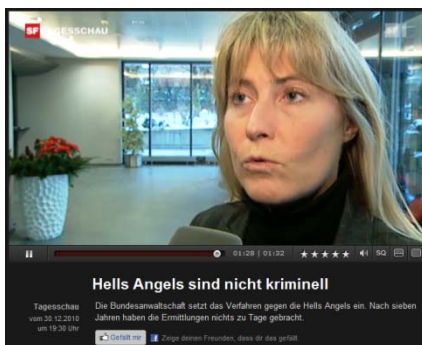 SF TAGESSCHAU
01:28 | 01:32
SQ
Hells Angels sind nicht kriminell
Tagesschau
vom 30.12.2010
um 19:30 Uhr
Die Bundesanwaltschaft setzt das Verfahren gegen die Hells Angels ein. Nach sieben
Jahren haben die Ermittlungen nichts zu Tage gebracht.
Gefällt mir
Zeige deinen Freunden, dass dir das gefällt.